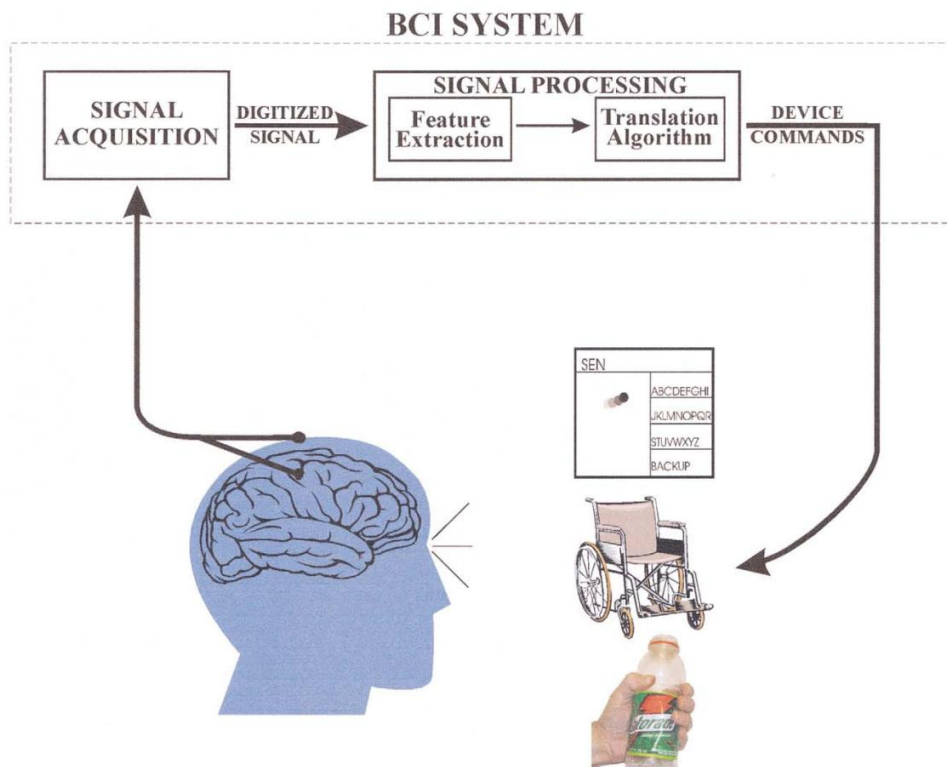 BCI SYSTEM
SIGNAL
ACQUISITION
DIGITIZED
SIGNAL
SIGNAL PROCESSING
Feature
Extraction
Translation
Algorithm
DEVICE
COMMANDS
SEN
ABCDEFGHI
JKLMNOPQR
STUVWXYZ
BACKUP